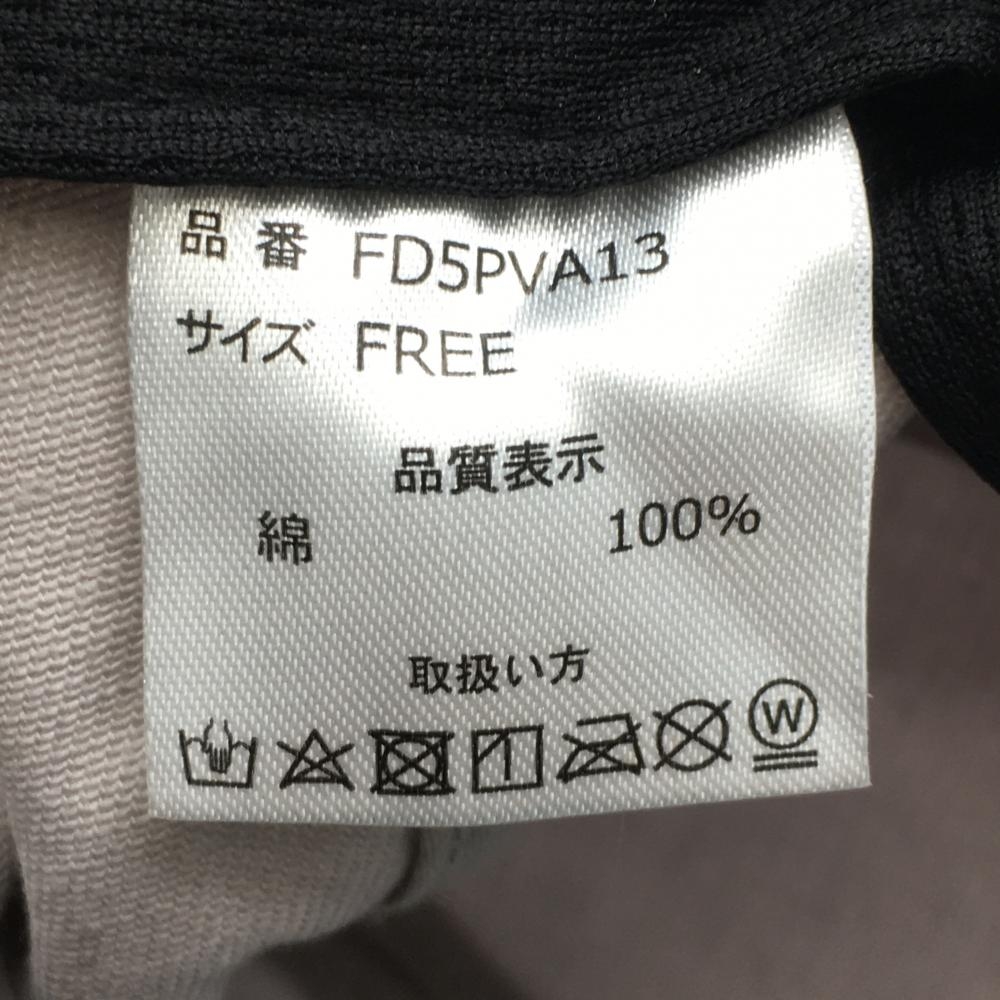 品番 FD5PVA13
サイズ FREE
品質表示
綿 100%
取扱い方
W